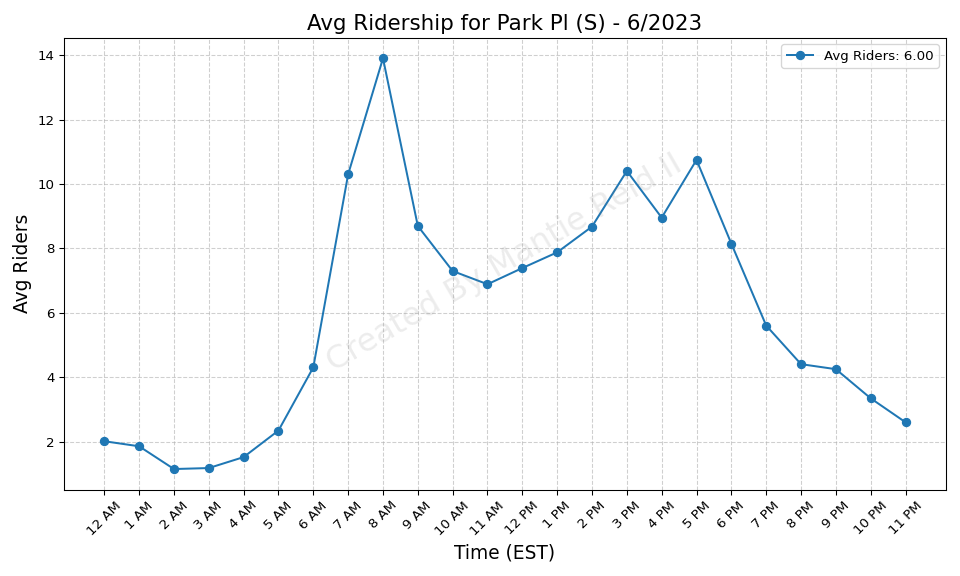 Avg Ridership for Park Pl (S) - 6/2023
Avg Riders: 6.00
14
12
10
8
6
4
2
Avg Riders
Created By Mantle Reid II
12 AM
1 AM
2 AM
3 AM
4 AM
5 AM
6 AM
7 AM
8 AM
9 AM
10 AM
11 AM
12 PM
1 PM
2 PM
3 PM
4 PM
5 PM
6 PM
7 PM
8 PM
9 PM
10 PM
11 PM
Time (EST)